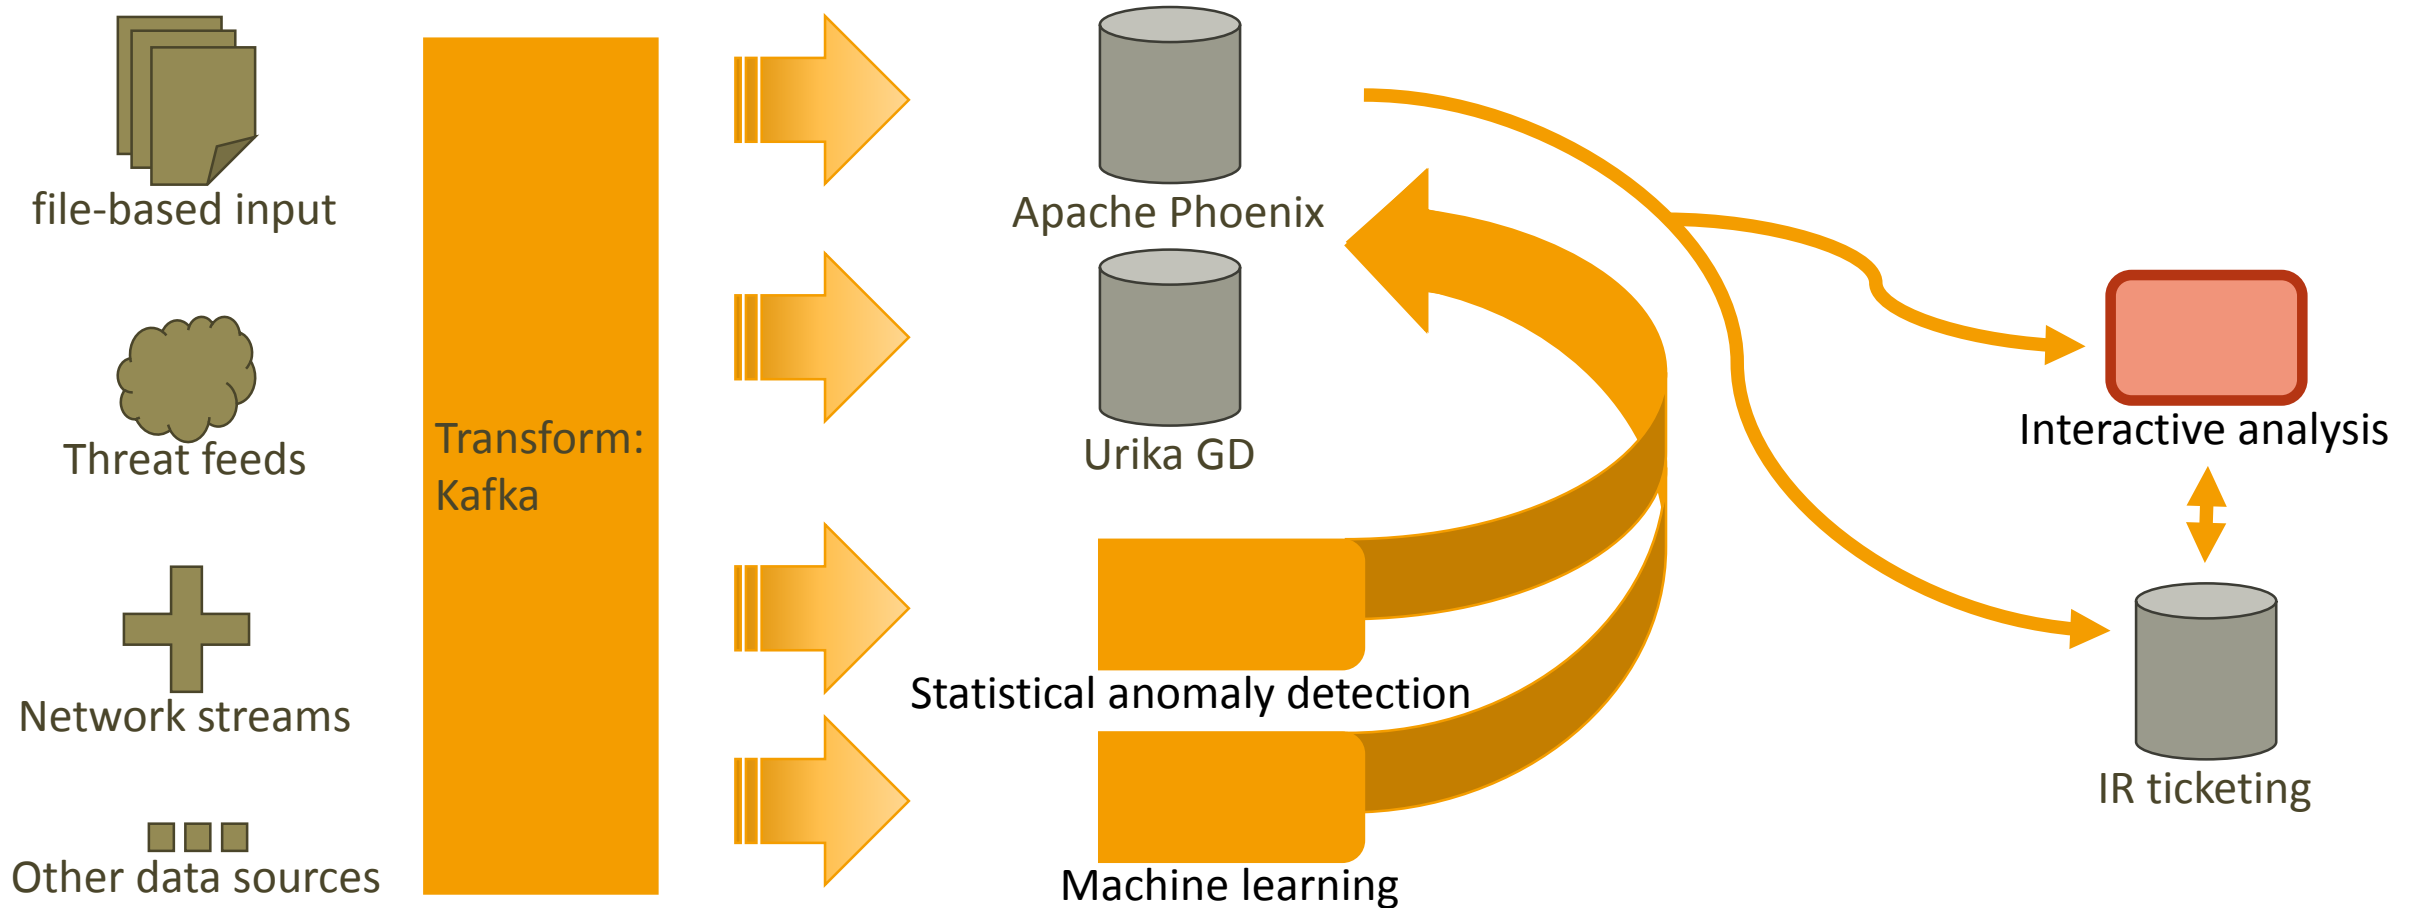 file-based input
Threat feeds
Network streams
Other data sources
Transform:
Kafka
Apache Phoenix
Urika GD
Statistical anomaly detection
Machine learning
Interactive analysis
IR ticketing